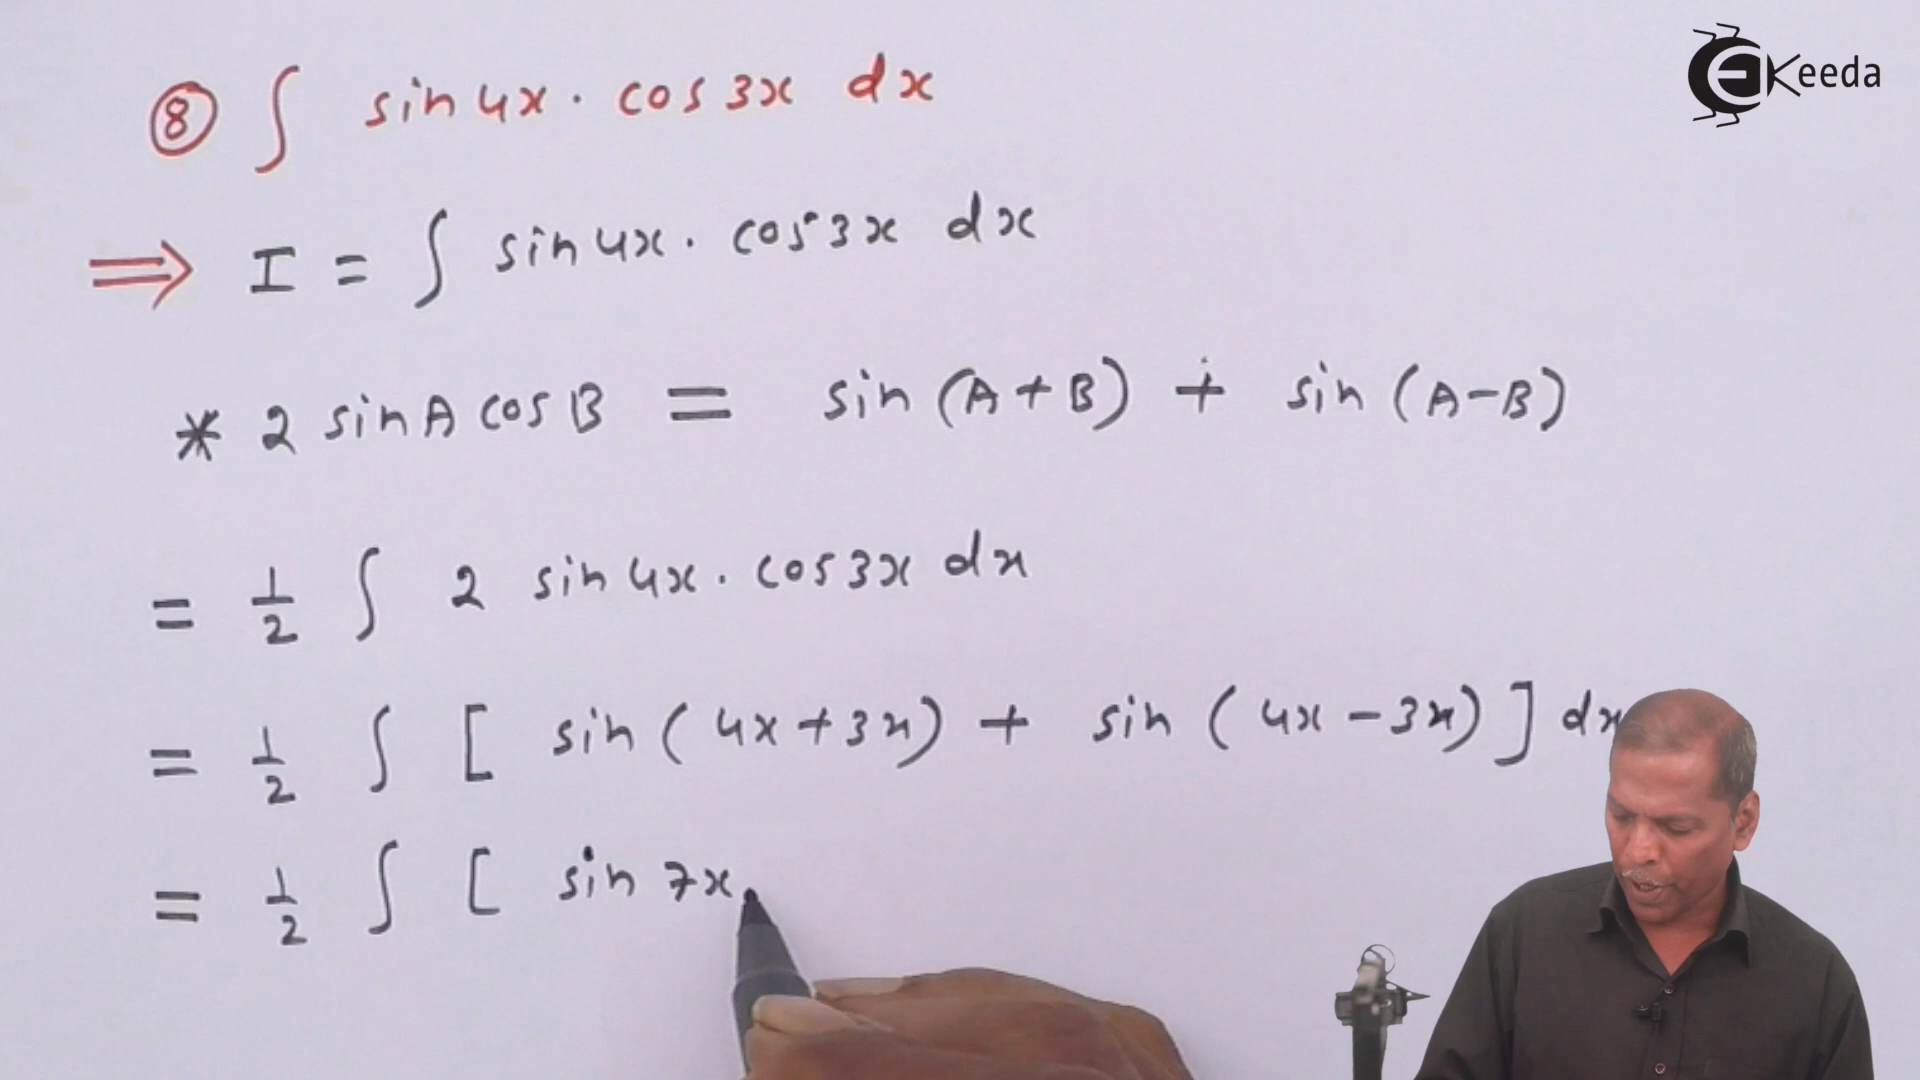 eKeeda
⑧ ∫ sin 4x · cos 3x dx
⇒ I = ∫ sin 4x · cos 3x dx
* 2 sin A cos B = sin (A + B) + sin (A - B)
= 1/2 ∫ 2 sin 4x · cos 3x dx
= 1/2 ∫ [ sin ( 4x + 3x ) + sin ( 4x - 3x ) ] dx
= 1/2 ∫ [ sin 7x